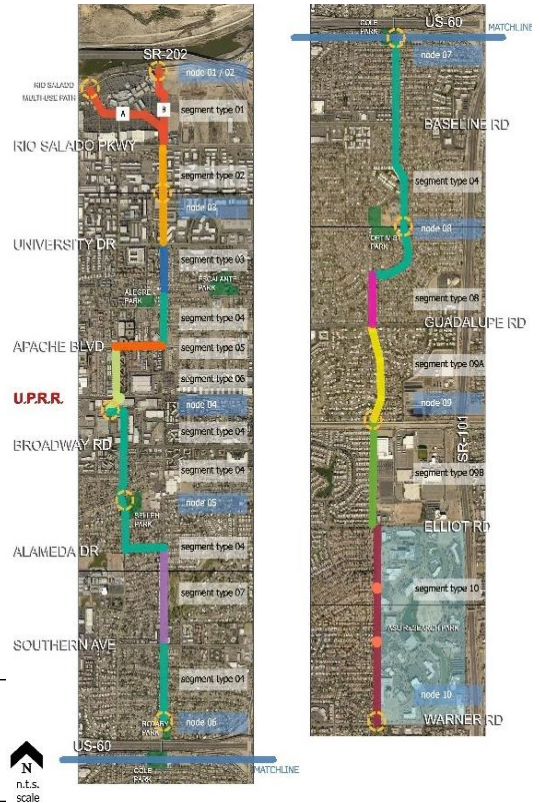 SR-202
node 01 / 02
RIO SALADO
MULTI-USE PATH
A
B
segment type 01
RIO SALADO PKWY
segment type 02
node 03
UNIVERSITY DR
segment type 03
ESCALANTE
PARK
ALEGRE
PARK
segment type 04
APACHE BLVD
segment type 05
segment type 06
U.P.R.R.
node 04
segment type 04
BROADWAY RD
segment type 04
node 05
PARK
segment type 04
ALAMEDA DR
segment type 07
SOUTHERN AVE
segment type 04
ROTARY
PARK
node 06
US-60
COLE
PARK
MATCHLINE
N
n.t.s.
scale
COLE
PARK
US-60
MATCHLINE
node 07
BASELINE RD
segment type 04
node 08
PARK
segment type 08
GUADALUPE RD
segment type 09A
node 09
SR-101
segment type 09B
ELLIOT RD
segment type 10
ASU RESEARCH PARK
node 10
WARNER RD